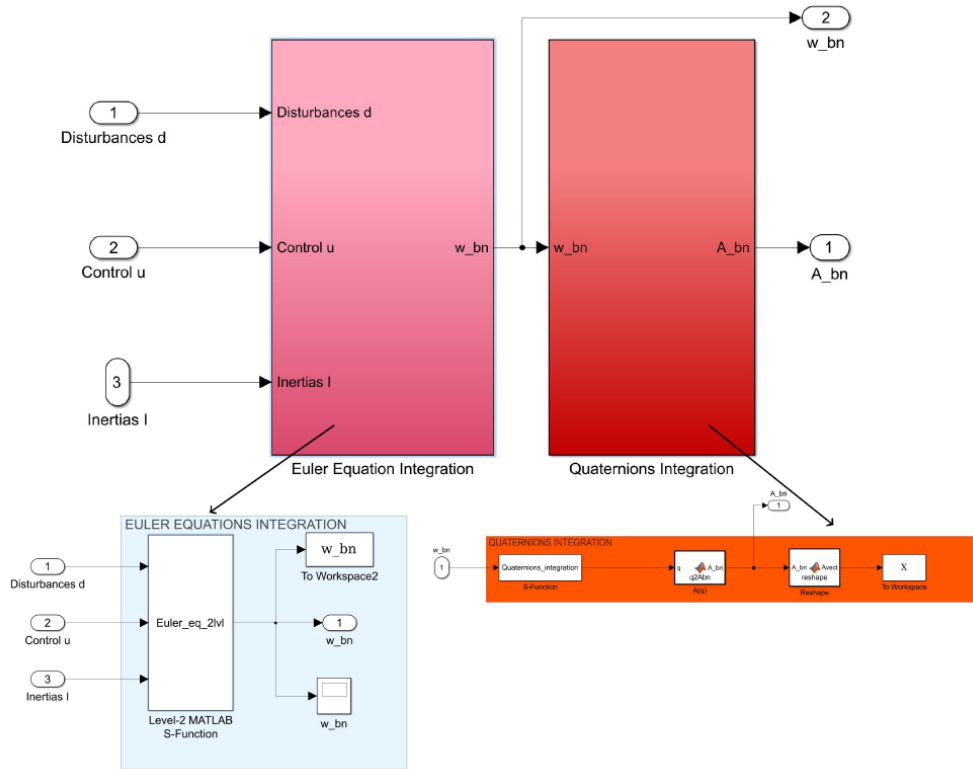 2
w_bn
1
Disturbances d
Disturbances d
2
Control u
Control u
w_bn
w_bn
A_bn
1
A_bn
3
Inertias I
Inertias I
Euler Equation Integration
Quaternions Integration
EULER EQUATIONS INTEGRATION
1
Disturbances d
2
Control u
3
Inertias I
Euler_eq_2lvl
Level-2 MATLAB
S-Function
w_bn
To Workspace2
1
w_bn
w_bn
A_bn
1
QUATERNIONS INTEGRATION
w_bn
1
Quaternions_integration
S-Function
q
A_bn
q2Abn
A(q)
A_bn
Avect
reshape
Reshape
X
To Workspace